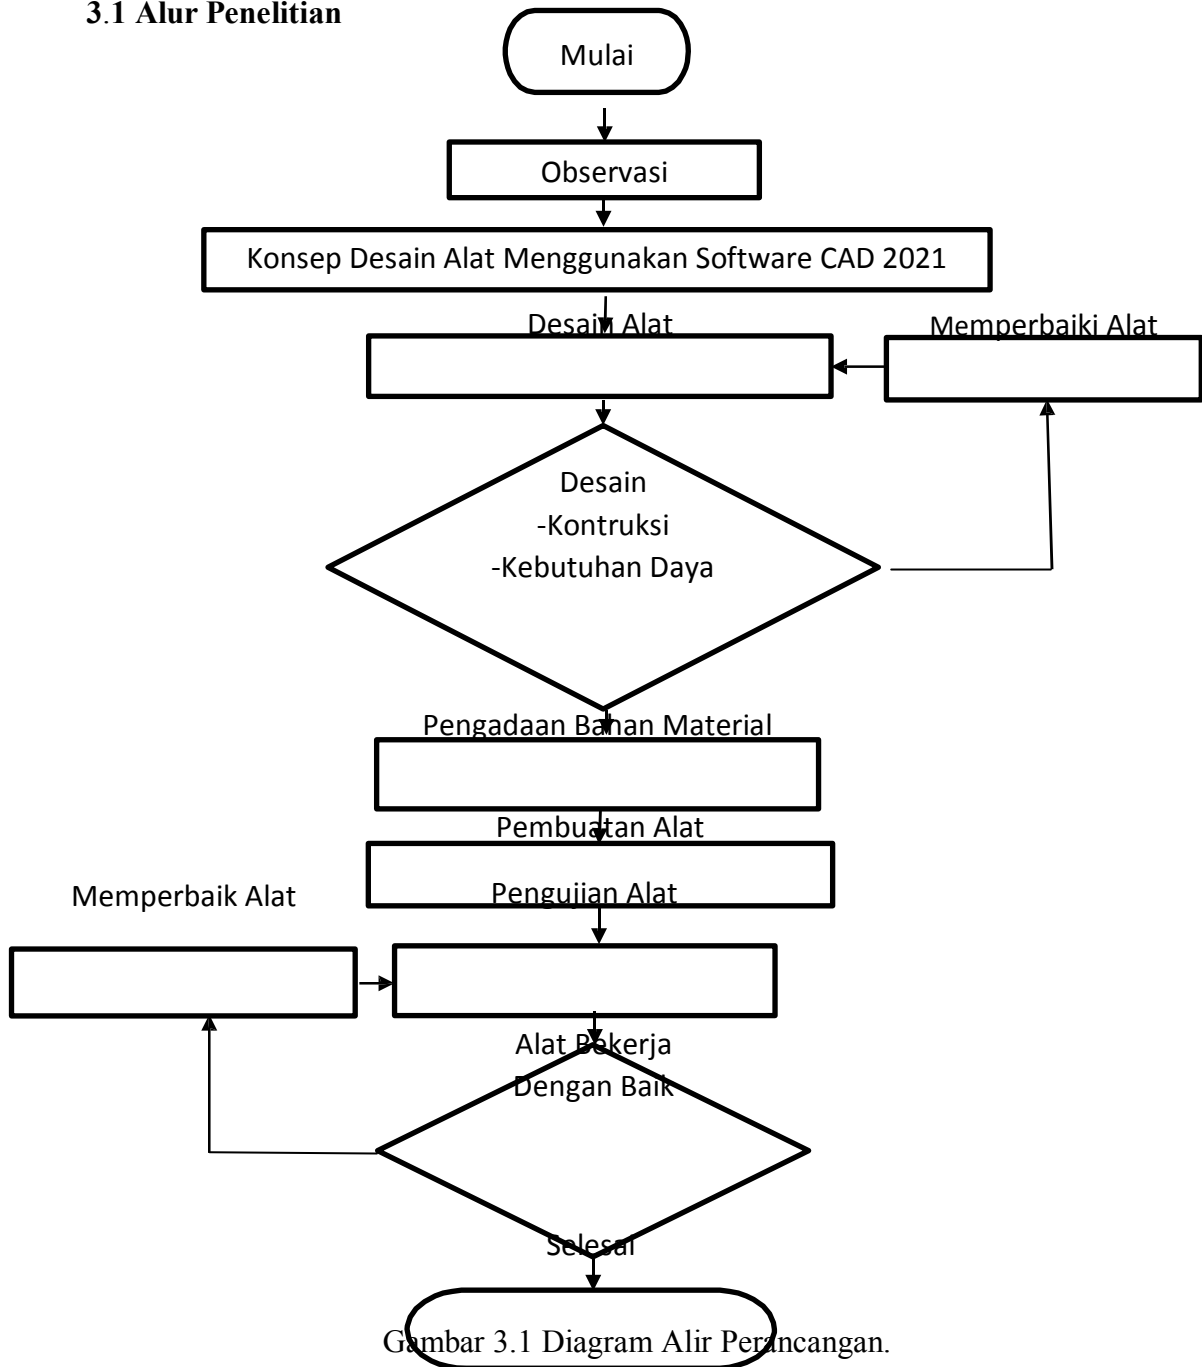 3.1 Alur Penelitian
Mulai
Observasi
Konsep Desain Alat Menggunakan Software CAD 2021
Desain Alat
Memperbaiki Alat
Desain
-Kontruksi
-Kebutuhan Daya
Pengadaan Bahan Material
Pembuatan Alat
Pengujian Alat
Memperbaik Alat
Alat Bekerja
Dengan Baik
Selesai
Gambar 3.1 Diagram Alir Perancangan.